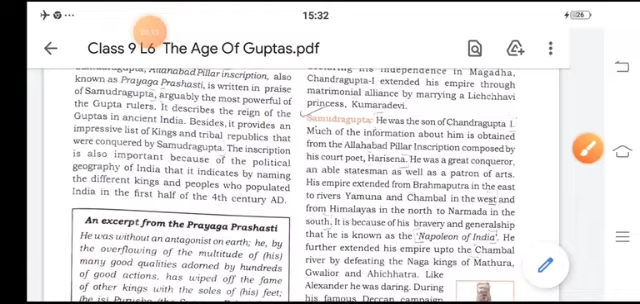 15:32
26
Class 9 L6 The Age Of Guptas.pdf
Samudragupta, Allahabad Pillar inscription, also
known as Prayaga Prashasti, is written in praise
of Samudragupta, arguably the most powerful of
the Gupta rulers. It describes the reign of the
Guptas in ancient India. Besides, it provides an
impressive list of Kings and tribal republics that
were conquered by Samudragupta. The inscription
is also important because of the political
geography of India that it indicates by naming
the different kings and peoples who populated
India in the first half of the 4th century AD.
An excerpt from the Prayaga Prashasti
He was without an antagonist on earth; he, by
the overflowing of the multitude of (his)
many good qualities adorned by hundreds
of good actions, has wiped off the fame
of other kings with the soles of (his) feet;
(he is)
his independence in Magadha,
Chandragupta-I extended his empire through
matrimonial alliance by marrying a Lichchhavi
princess, Kumaradevi.
Samudragupta: He was the son of Chandragupta I.
Much of the information about him is obtained
from the Allahabad Pillar Inscription composed by
his court poet, Harisena. He was a great conqueror,
an able statesman as well as a patron of arts.
His empire extended from Brahmaputra in the east
to rivers Yamuna and Chambal in the west and
from Himalayas in the north to Narmada in the
south. It is because of his bravery and generalship
that he is known as the 'Napoleon of India'. He
further extended his empire upto the Chambal
river by defeating the Naga kings of Mathura,
Gwalior and Ahichhatra. Like
Alexander he was daring. During
his famous Deccan campaign